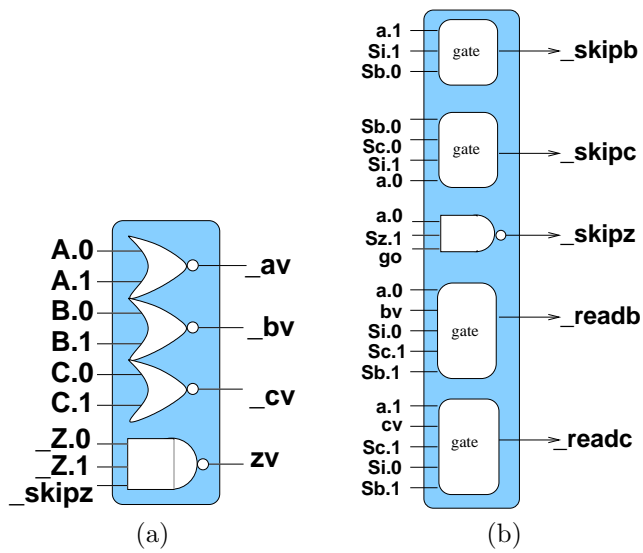 A.0
A.1
_av
B.0
B.1
_bv
C.0
C.1
_cv
_Z.0
_Z.1
_skipz
zv
(a)
a.1
Si.1
Sb.0
gate
_skipb
Sb.0
Sc.0
Si.1
a.0
gate
_skipc
a.0
Sz.1
go
_skipz
a.0
bv
Si.0
Sc.1
Sb.1
gate
_readb
a.1
cv
Sc.1
Si.0
Sb.1
gate
_readc
(b)